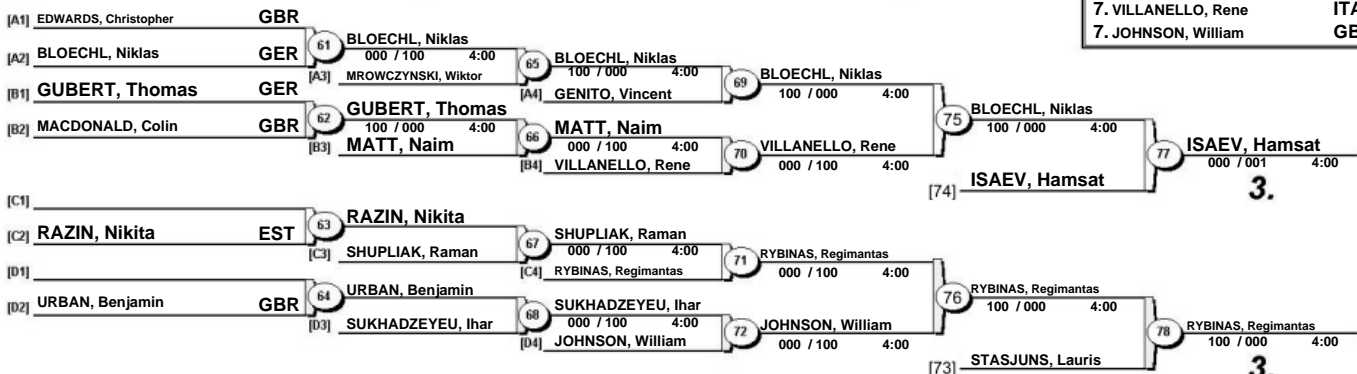 7. VILLANELLO, Rene ITA
7. JOHNSON, William GB
[A1] EDWARDS, Christopher GBR
[A2] BLOECHL, Niklas GER
61 BLOECHL, Niklas
000 / 100 4:00
[A3] MROWCZYNSKI, Wiktor
65 BLOECHL, Niklas
100 / 000 4:00
[A4] GENITO, Vincent
69 BLOECHL, Niklas
100 / 000 4:00
[B1] GUBERT, Thomas GER
[B2] MACDONALD, Colin GBR
62 GUBERT, Thomas
100 / 000 4:00
[B3] MATT, Naim
66 MATT, Naim
000 / 100 4:00
[B4] VILLANELLO, Rene
70 VILLANELLO, Rene
000 / 100 4:00
75 BLOECHL, Niklas
100 / 000 4:00
[74] ISAEV, Hamsat
77 ISAEV, Hamsat
000 / 001 4:00
3.
[C1]
[C2] RAZIN, Nikita EST
63 RAZIN, Nikita
[C3] SHUPLIAK, Raman
67 SHUPLIAK, Raman
000 / 100 4:00
[C4] RYBINAS, Regimantas
71 RYBINAS, Regimantas
000 / 100 4:00
[D1]
[D2] URBAN, Benjamin GBR
64 URBAN, Benjamin
[D3] SUKHADZEYEU, Ihar
68 SUKHADZEYEU, Ihar
000 / 100 4:00
[D4] JOHNSON, William
72 JOHNSON, William
000 / 100 4:00
76 RYBINAS, Regimantas
100 / 000 4:00
[73] STASJUNS, Lauris
78 RYBINAS, Regimantas
100 / 000 4:00
3.